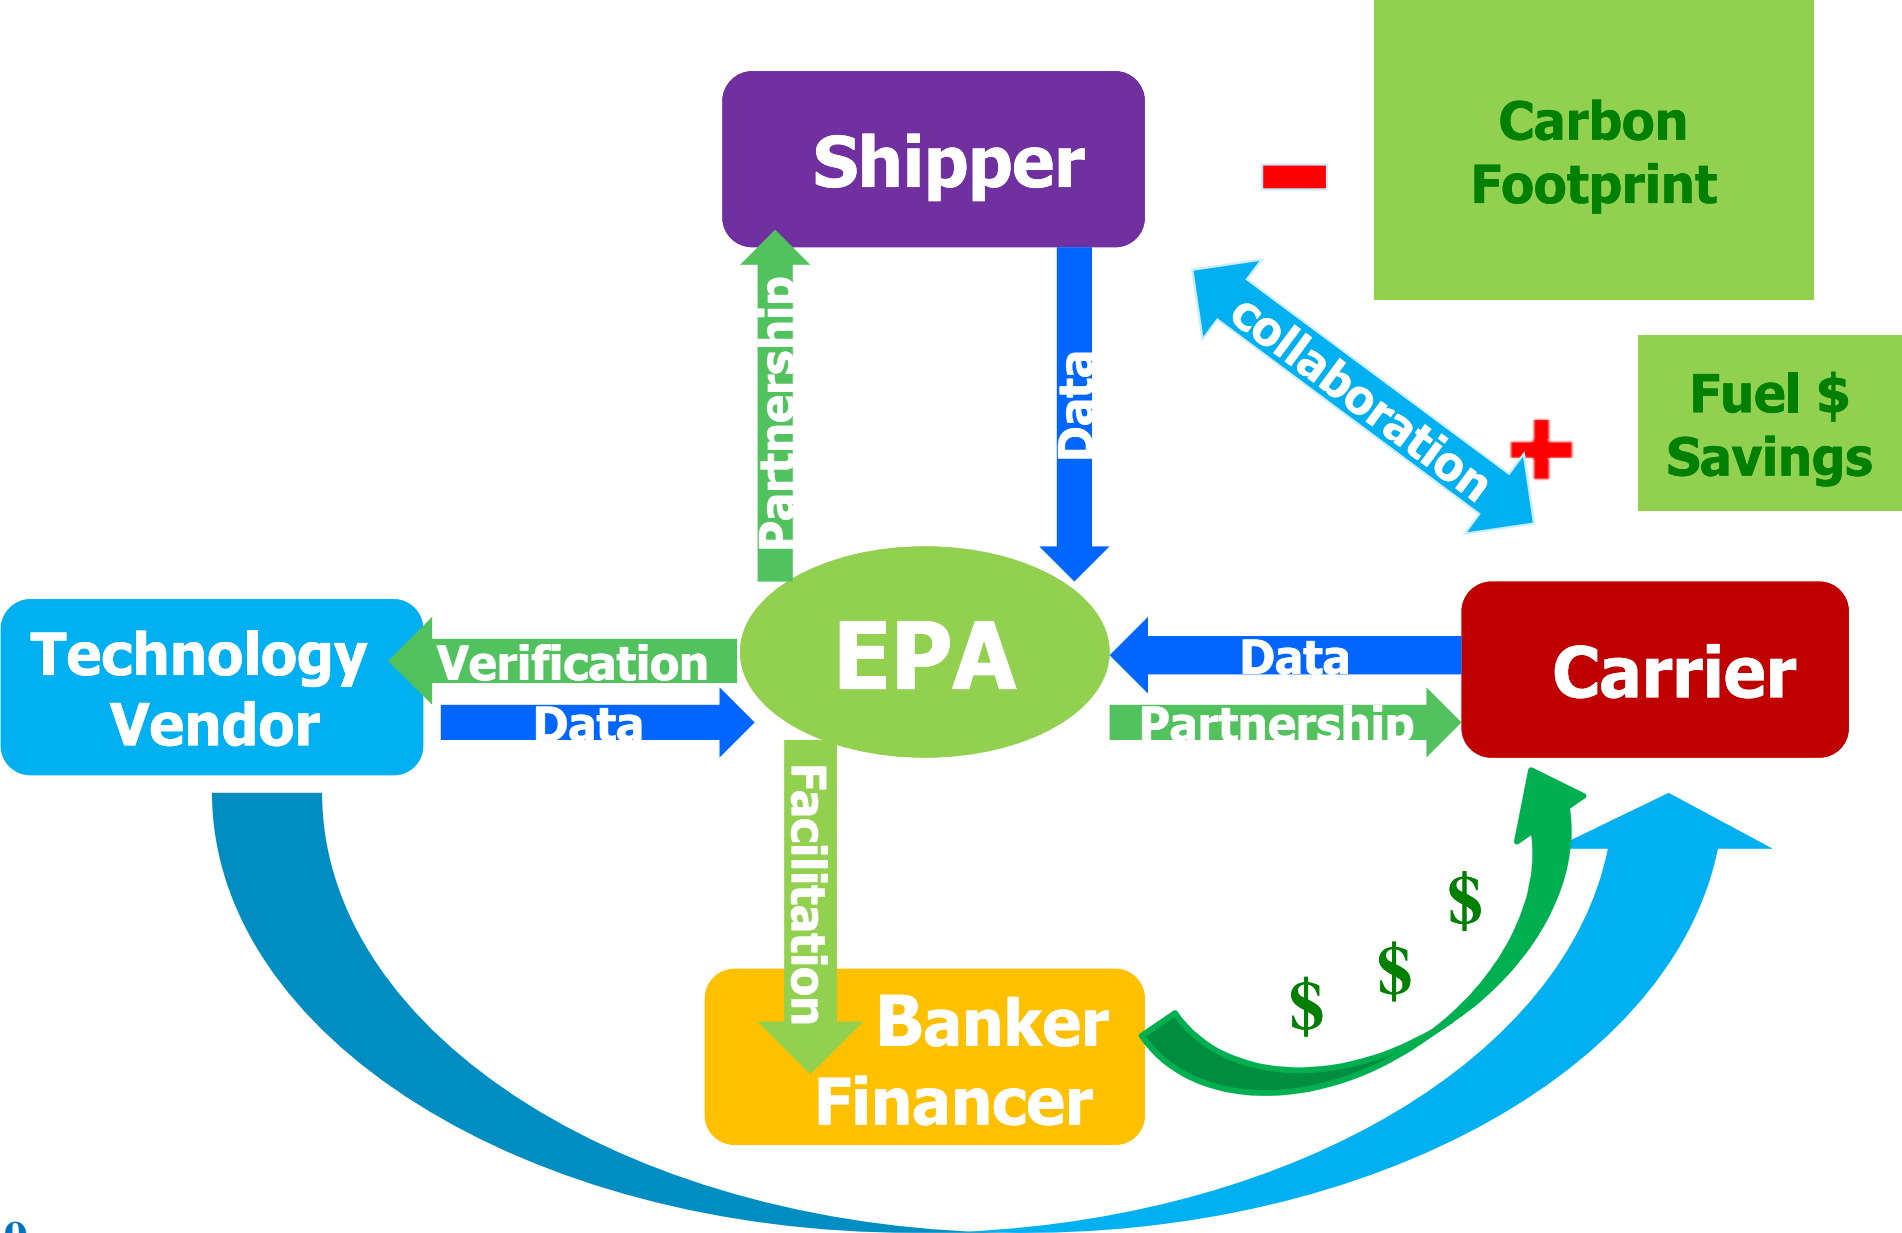 Carbon
Footprint
Shipper
collaboration
Fuel $
Savings
Partnership
Data
Technology
Vendor
Verification
Data
EPA
Data
Partnership
Carrier
Facilitation
$
$
$
Banker
Financer